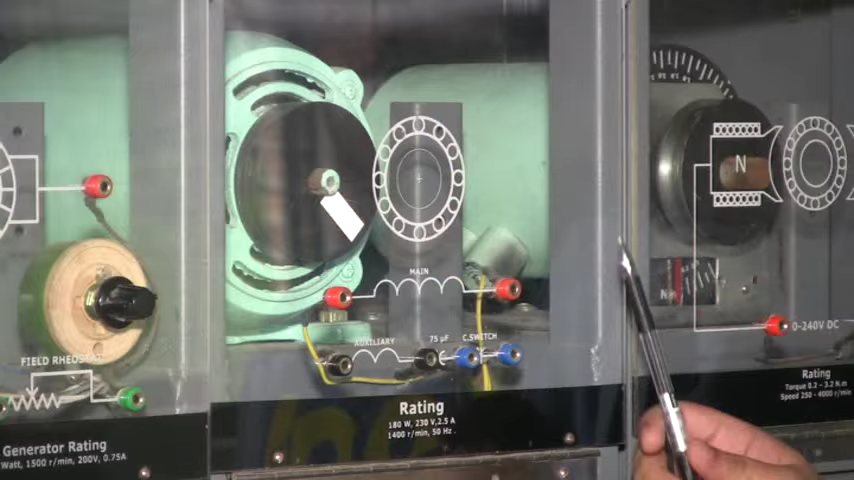 N
MAIN
AUXILIARY
75 µF
C.SWITCH
0-240V DC
FIELD RHEOSTAT
Generator Rating
Watt, 1500 r/min, 200V, 0.75A
Rating
180 W, 230 V,2.5 A
1400 r/min, 50 Hz .
Rating
Torque 0.2 - 3.2 N.m
Speed 250 - 4000 r/min